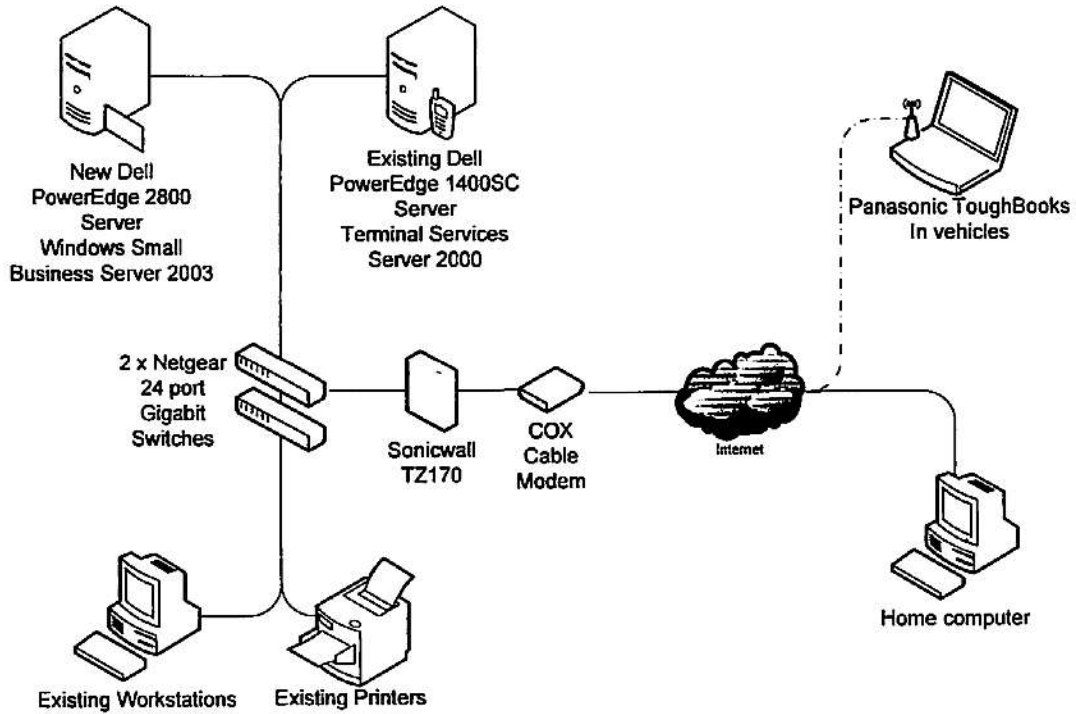 New Dell
PowerEdge 2800
Server
Windows Small
Business Server 2003
Existing Dell
PowerEdge 1400SC
Server
Terminal Services
Server 2000
Panasonic ToughBooks
In vehicles
2 x Netgear
24 port
Gigabit
Switches
Sonicwall
TZ170
COX
Cable
Modem
Internet
Home computer
Existing Workstations
Existing Printers